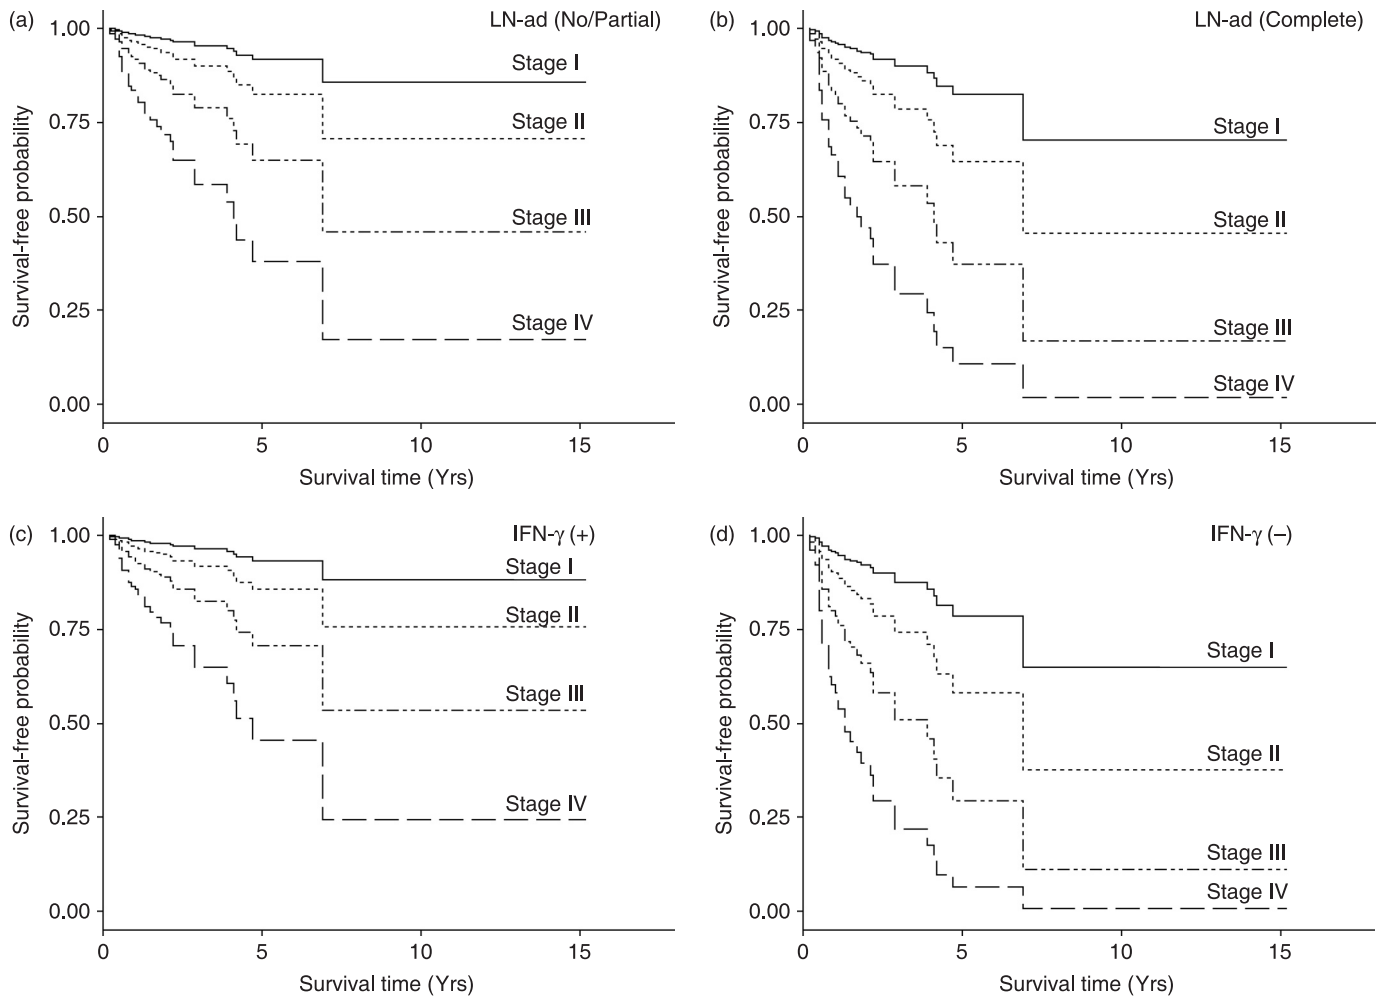 (a)
LN-ad (No/Partial)
1.00
0.75
0.50
0.25
0.00
Survival-free probability
Stage I
Stage II
Stage III
Stage IV
0 5 10 15
Survival time (Yrs)
(b)
LN-ad (Complete)
1.00
0.75
0.50
0.25
0.00
Survival-free probability
Stage I
Stage II
Stage III
Stage IV
0 5 10 15
Survival time (Yrs)
(c)
IFN-γ (+)
1.00
0.75
0.50
0.25
0.00
Survival-free probability
Stage I
Stage II
Stage III
Stage IV
0 5 10 15
Survival time (Yrs)
(d)
IFN-γ (–)
1.00
0.75
0.50
0.25
0.00
Survival-free probability
Stage I
Stage II
Stage III
Stage IV
0 5 10 15
Survival time (Yrs)